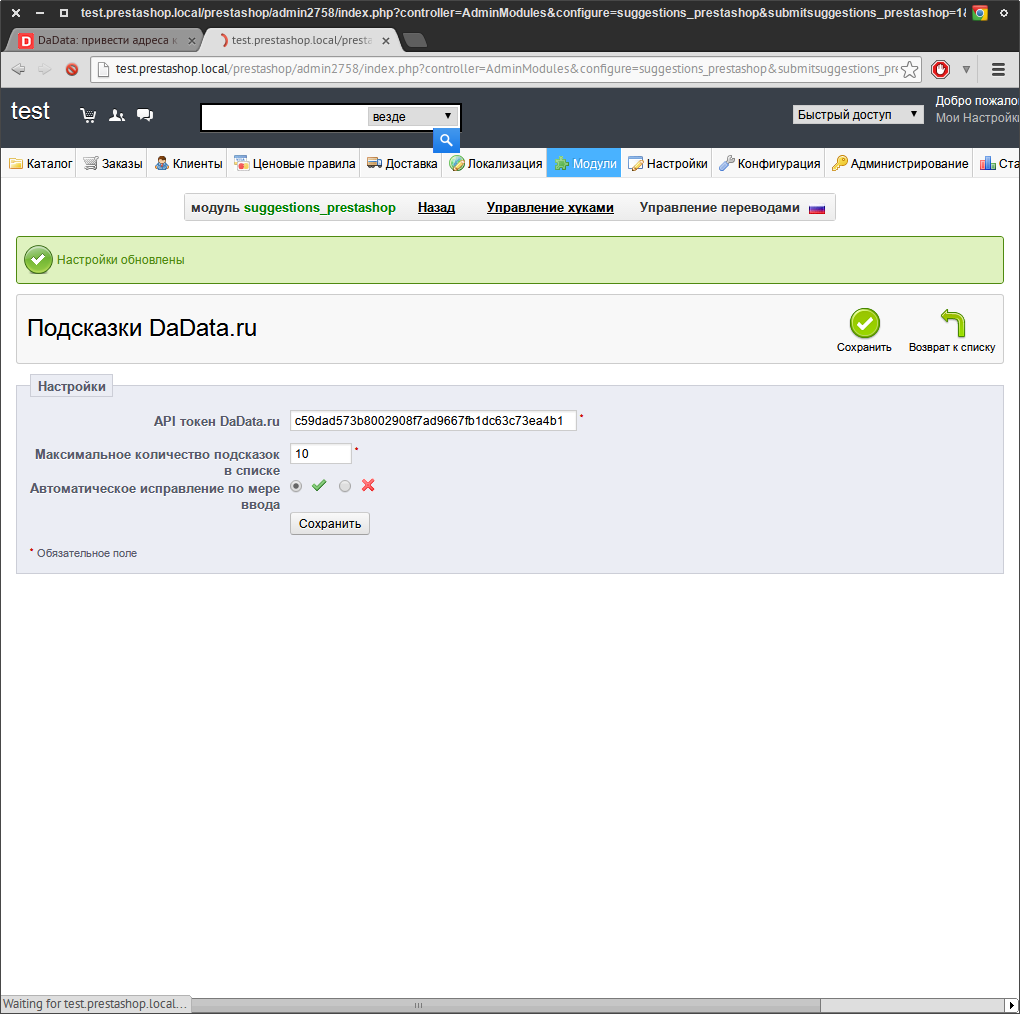 test.prestashop.local/prestashop/admin2758/index.php?controller=AdminModules&configure=suggestions_prestashop&submitsuggestions_prestashop=1&
DaData: привести адреса к
test.prestashop.local/presta
test.prestashop.local/prestashop/admin2758/index.php?controller=AdminModules&configure=suggestions_prestashop&submitsuggestions_pre
test
везде
Быстрый доступ
Добро пожало
Мои Настройки
Каталог Заказы Клиенты Ценовые правила Доставка Локализация Модули Настройки Конфигурация Администрирование Ста
модуль suggestions_prestashop Назад Управление хуками Управление переводами
Настройки обновлены
Подсказки DaData.ru
Сохранить
Возврат к списку
Настройки
API токен DaData.ru c59dad573b8002908f7ad9667fb1dc63c73ea4b1 *
Максимальное количество подсказок 10 *
в списке
Автоматическое исправление по мере
ввода
Сохранить
* Обязательное поле
Waiting for test.prestashop.local...